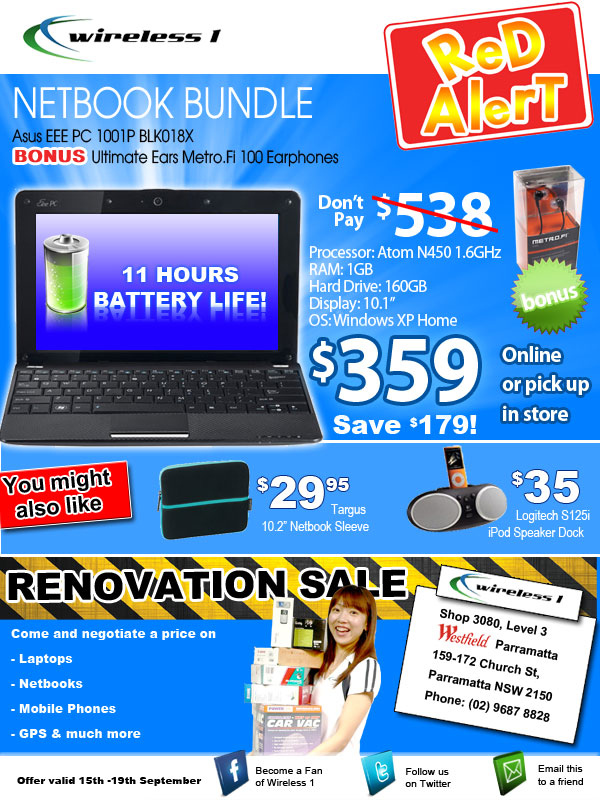 wireless 1
ReD
AlerT
NETBOOK BUNDLE
Asus EEE PC 1001P BLK018X
BONUS Ultimate Ears Metro.Fi 100 Earphones
Eee PC
11 HOURS
BATTERY LIFE!
Don't
Pay
$538
METRO.FI
bonus
Processor: Atom N450 1.6GHz
RAM: 1GB
Hard Drive: 160GB
Display: 10.1"
OS: Windows XP Home
$359
Save $179!
Online
or pick up
in store
You might
also like
$29.95
Targus
10.2" Netbook Sleeve
$35
Logitech S125i
iPod Speaker Dock
RENOVATION SALE
Come and negotiate a price on
- Laptops
- Netbooks
- Mobile Phones
- GPS & much more
CAR VAC
wireless 1
Shop 3080, Level 3
Westfield Parramatta
159-172 Church St,
Parramatta NSW 2150
Phone: (02) 9687 8828
Offer valid 15th -19th September
Become a Fan
of Wireless 1
Follow us
on Twitter
Email this
to a friend